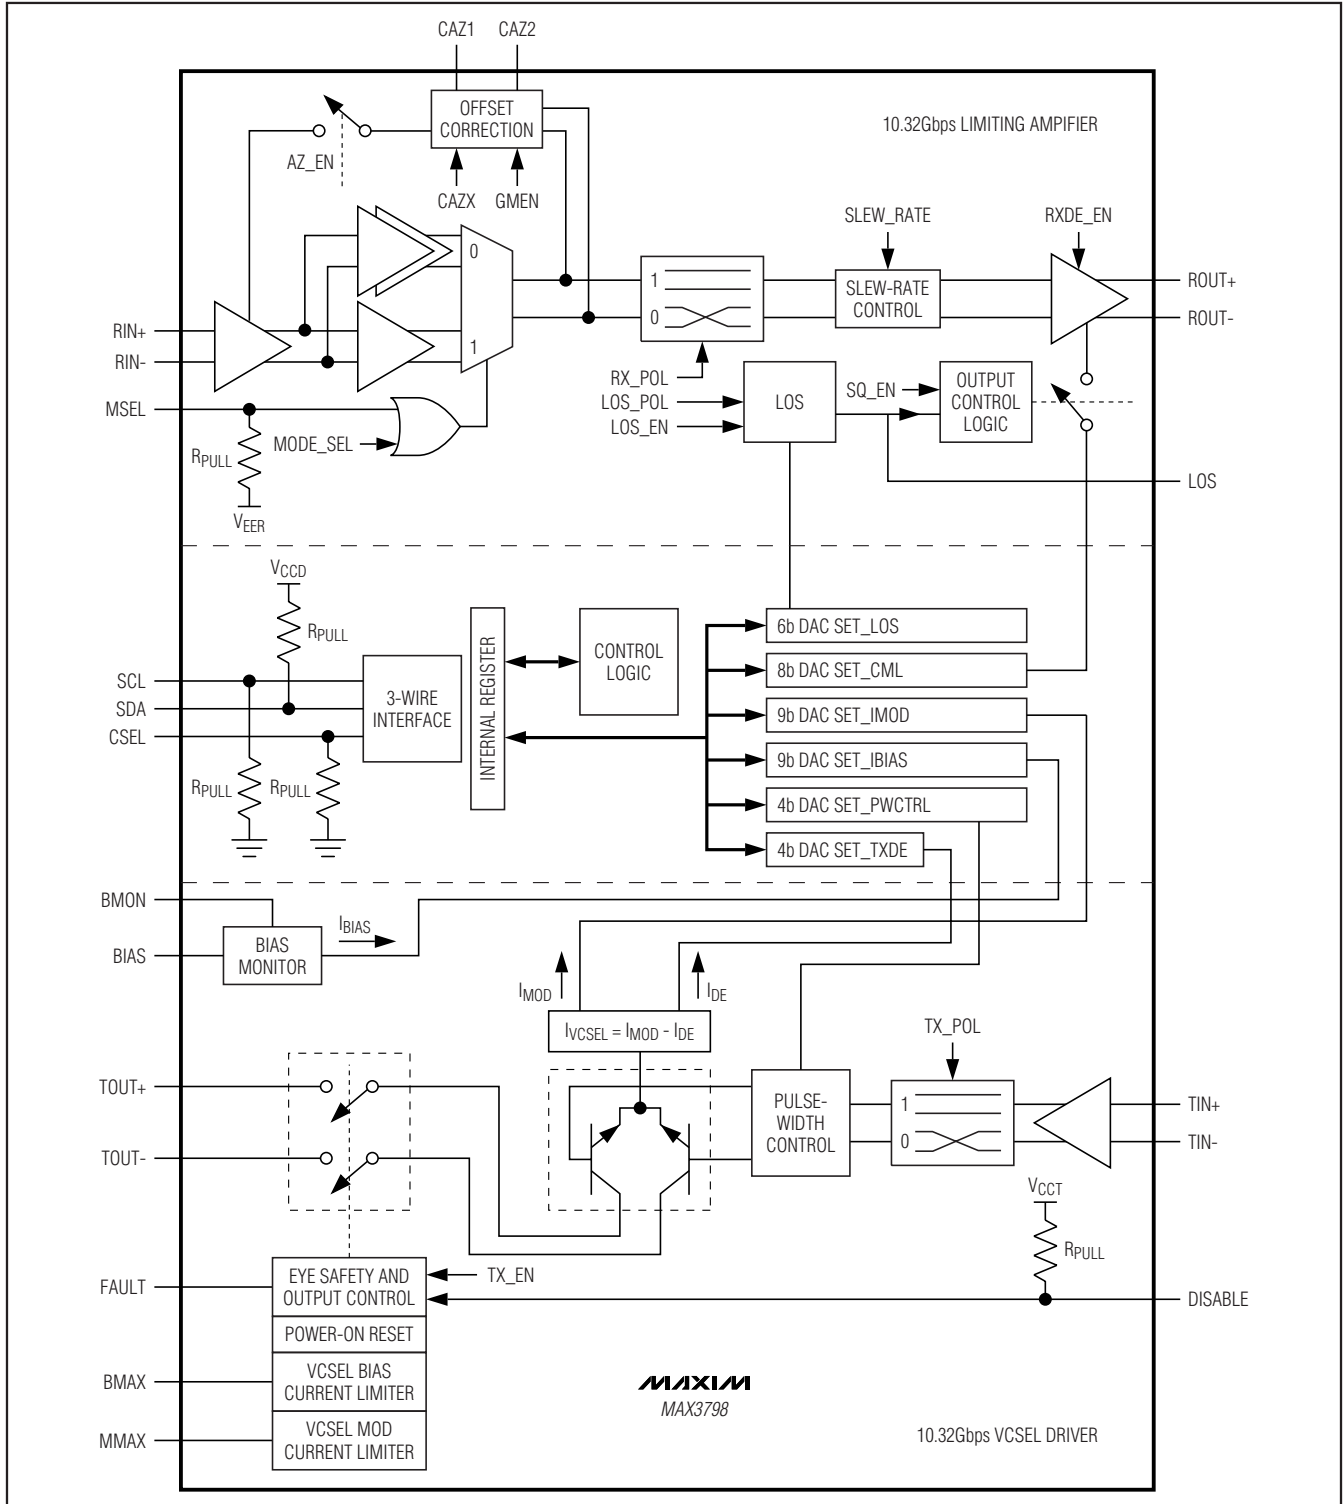 CAZ1 CAZ2
OFFSET
CORRECTION
10.32Gbps LIMITING AMPIFIER
AZ_EN
CAZX GMEN
SLEW_RATE
RXDE_EN
0
1
1
0
SLEW-RATE
CONTROL
ROUT+
ROUT-
RIN+
RIN-
MSEL
MODE_SEL
RPULL
VEER
RX_POL
LOS_POL
LOS_EN
LOS
SQ_EN
OUTPUT
CONTROL
LOGIC
LOS
VCCD
RPULL
SCL
SDA
CSEL
3-WIRE
INTERFACE
INTERNAL REGISTER
CONTROL
LOGIC
RPULL
RPULL
6b DAC SET_LOS
8b DAC SET_CML
9b DAC SET_IMOD
9b DAC SET_IBIAS
4b DAC SET_PWCTRL
4b DAC SET_TXDE
BMON
BIAS
BIAS
MONITOR
IBIAS
IMOD
IDE
IVCSEL = IMOD - IDE
TX_POL
TOUT+
TOUT-
PULSE-
WIDTH
CONTROL
1
0
TIN+
TIN-
VCCT
RPULL
DISABLE
FAULT
EYE SAFETY AND
OUTPUT CONTROL
TX_EN
POWER-ON RESET
BMAX
VCSEL BIAS
CURRENT LIMITER
MMAX
VCSEL MOD
CURRENT LIMITER
MAXIM
MAX3798
10.32Gbps VCSEL DRIVER